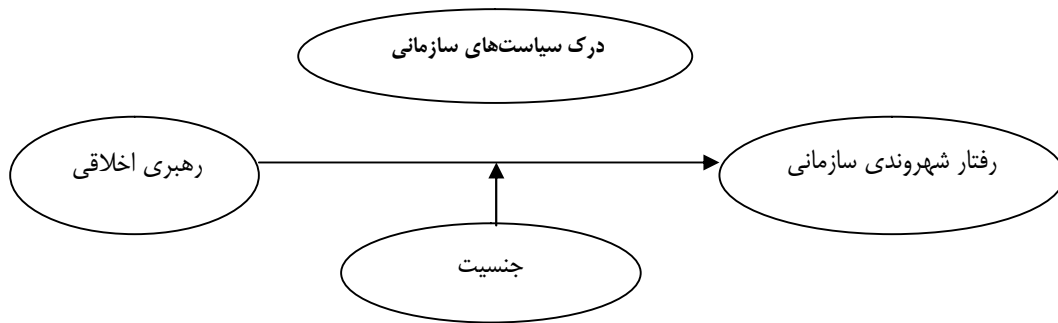 درک سیاست‌های سازمانی
رهبری اخلاقی
رفتار شهروندی سازمانی
جنسیت